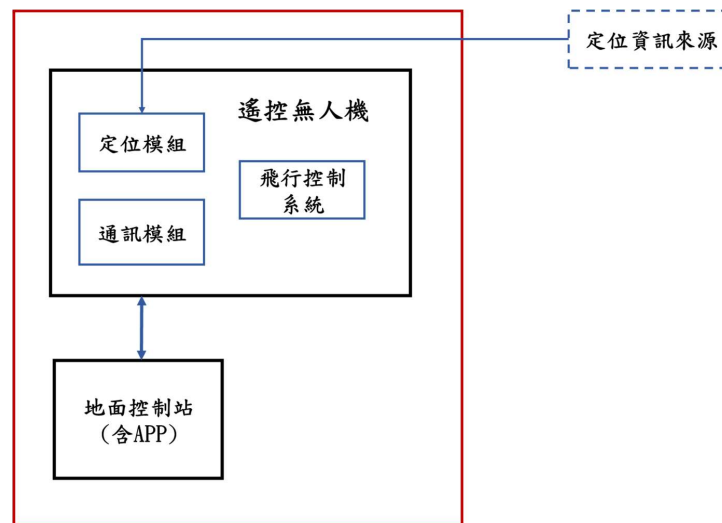 定位資訊來源
遙控無人機
定位模組
飛行控制
系統
通訊模組
地面控制站
(含APP)